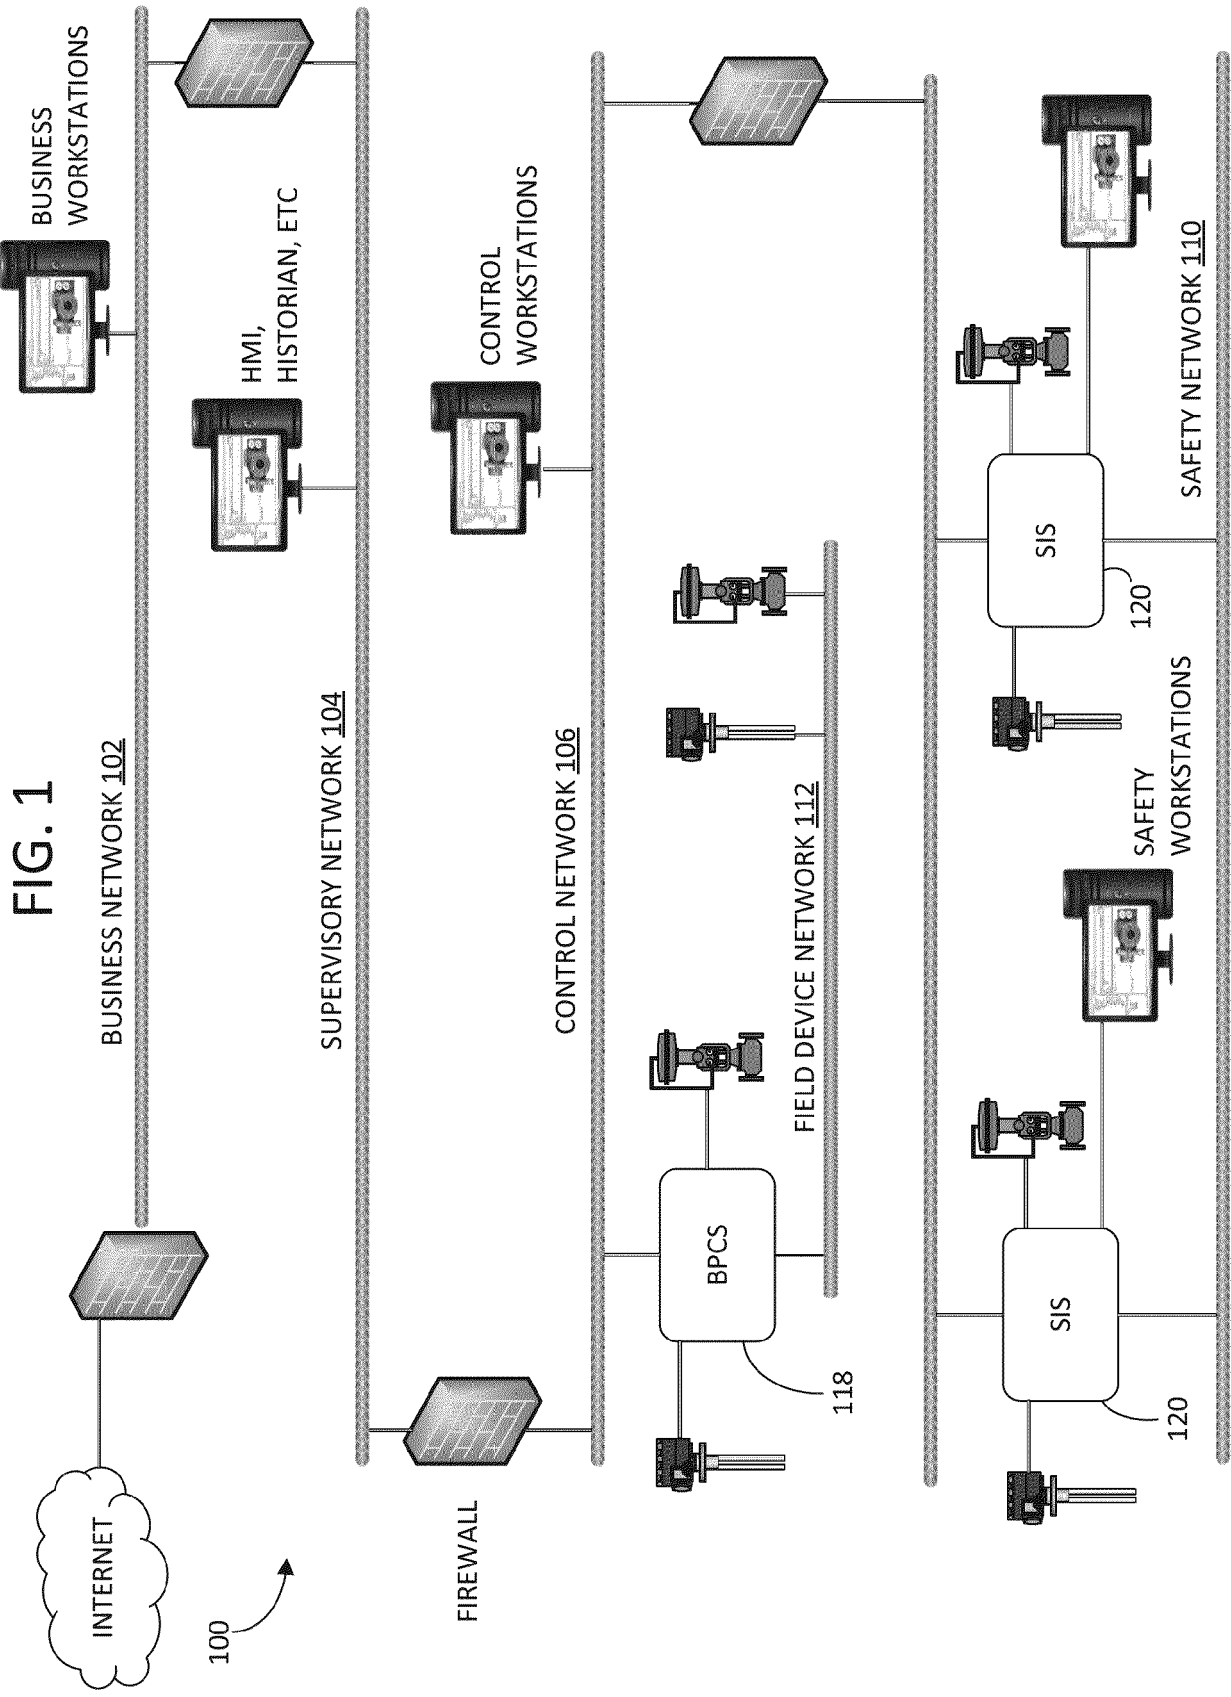 FIG. 1
INTERNET
100
BUSINESS NETWORK 102
BUSINESS
WORKSTATIONS
SUPERVISORY NETWORK 104
HMI,
HISTORIAN, ETC
FIREWALL
CONTROL NETWORK 106
CONTROL
WORKSTATIONS
BPCS
118
FIELD DEVICE NETWORK 112
SIS
120
SAFETY
WORKSTATIONS
SIS
120
SAFETY NETWORK 110